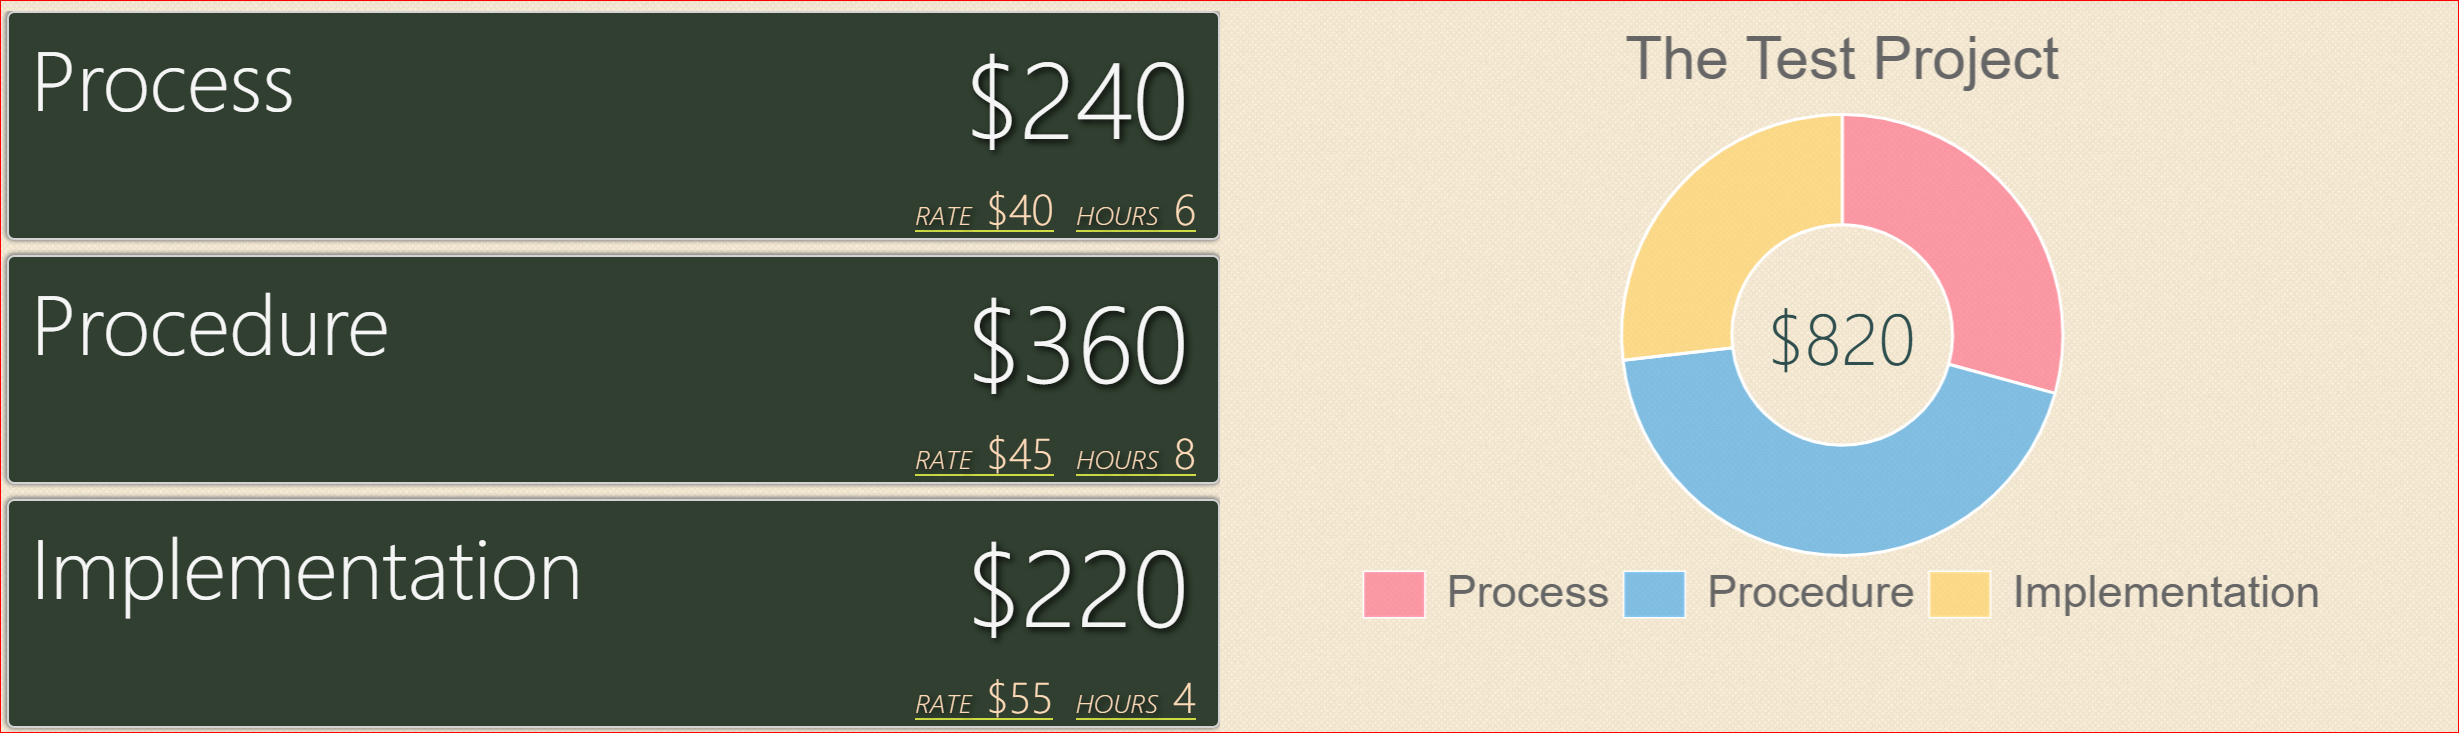 Process
$240
RATE $40 HOURS 6
Procedure
$360
RATE $45 HOURS 8
Implementation
$220
RATE $55 HOURS 4
The Test Project
$820
Process Procedure Implementation